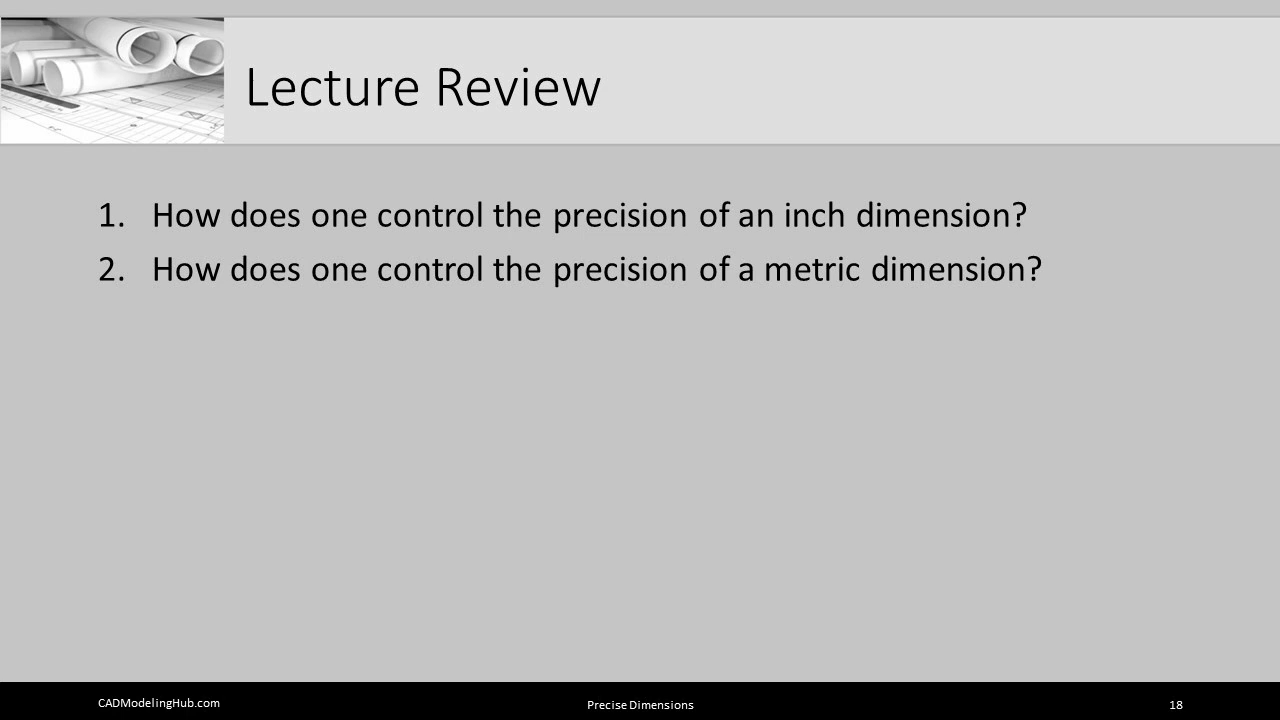 Lecture Review
1. How does one control the precision of an inch dimension?
2. How does one control the precision of a metric dimension?
CADModelingHub.com
Precise Dimensions
18